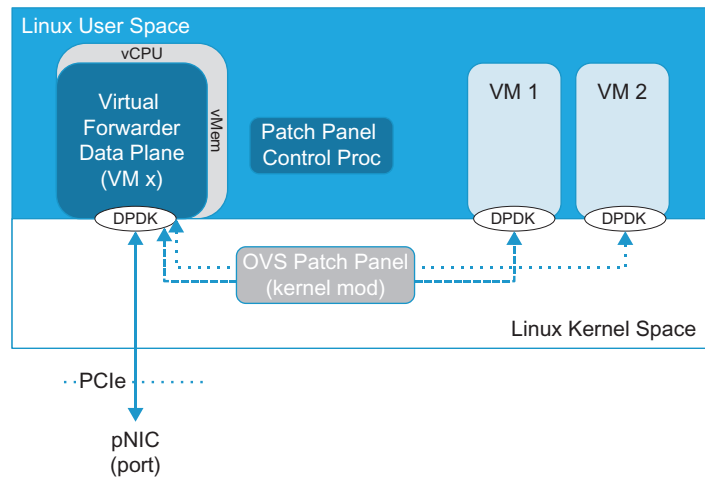 Linux User Space
vCPU
vMem
Virtual
Forwarder
Data Plane
(VM x)
Patch Panel
Control Proc
VM 1
VM 2
DPDK
DPDK
DPDK
OVS Patch Panel
(kernel mod)
Linux Kernel Space
PCIe
pNIC
(port)